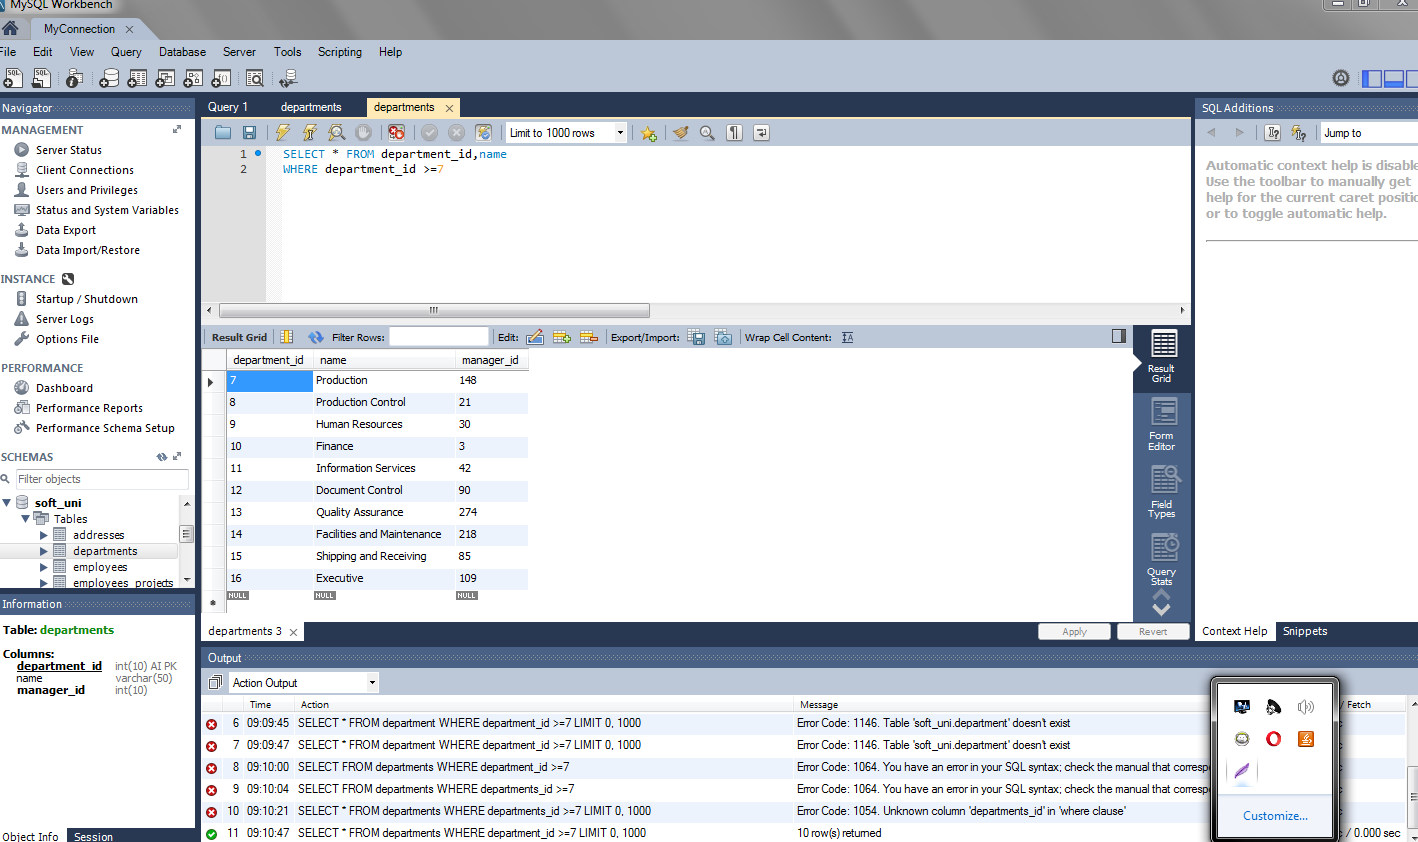 MySQL Workbench
MyConnection
File Edit View Query Database Server Tools Scripting Help
Navigator
MANAGEMENT
Server Status
Client Connections
Users and Privileges
Status and System Variables
Data Export
Data Import/Restore
INSTANCE
Startup / Shutdown
Server Logs
Options File
PERFORMANCE
Dashboard
Performance Reports
Performance Schema Setup
SCHEMAS
Filter objects
soft_uni
Tables
addresses
departments
employees
employees_projects
Information
Table: departments
Columns:
department_id int(10) AI PK
name varchar(50)
manager_id int(10)
Object Info Session
Query 1 departments departments
Limit to 1000 rows
1 SELECT * FROM department_id,name
2 WHERE department_id >=7
Result Grid Filter Rows: Edit: Export/Import: Wrap Cell Content:
department_id name manager_id
7 Production 148
8 Production Control 21
9 Human Resources 30
10 Finance 3
11 Information Services 42
12 Document Control 90
13 Quality Assurance 274
14 Facilities and Maintenance 218
15 Shipping and Receiving 85
16 Executive 109
NULL NULL NULL
Result
Grid
Form
Editor
Field
Types
Query
Stats
departments 3 Apply Revert
SQL Additions
Jump to
Automatic context help is disable
Use the toolbar to manually get
help for the current caret positio
or to toggle automatic help.
Context Help Snippets
Output
Action Output
Time Action Message / Fetch
6 09:09:45 SELECT * FROM department WHERE department_id >=7 LIMIT 0, 1000 Error Code: 1146. Table 'soft_uni.department' doesn't exist
7 09:09:47 SELECT * FROM department WHERE department_id >=7 LIMIT 0, 1000 Error Code: 1146. Table 'soft_uni.department' doesn't exist
8 09:10:00 SELECT FROM departments WHERE department_id >=7 Error Code: 1064. You have an error in your SQL syntax; check the manual that corresp
9 09:10:04 SELECT FROM departments WHERE departments_id >=7 Error Code: 1064. You have an error in your SQL syntax; check the manual that corresp
10 09:10:21 SELECT * FROM departments WHERE departments_id >=7 LIMIT 0, 1000 Error Code: 1054. Unknown column 'departments_id' in 'where clause'
11 09:10:47 SELECT * FROM departments WHERE department_id >=7 LIMIT 0, 1000 10 row(s) returned / 0.000 sec
Customize...